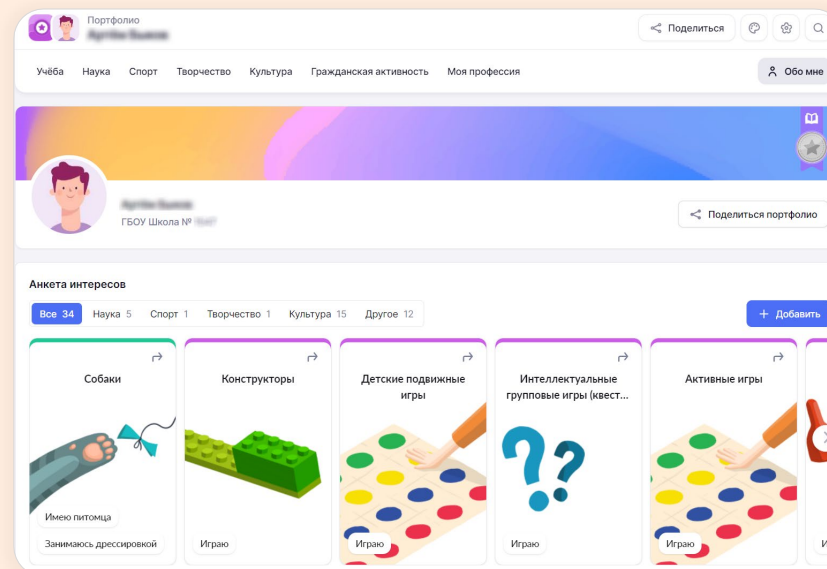 Портфолио
Поделиться
Учёба Наука Спорт Творчество Культура Гражданская активность Моя профессия
Обо мне
ГБОУ Школа №
Поделиться портфолио
Анкета интересов
Все 34 Наука 5 Спорт 1 Творчество 1 Культура 15 Другое 12
+ Добавить
Собаки
Имею питомца
Занимаюсь дрессировкой
Конструкторы
Играю
Детские подвижные
игры
Играю
Интеллектуальные
групповые игры (квест...
Играю
Активные игры
Играю